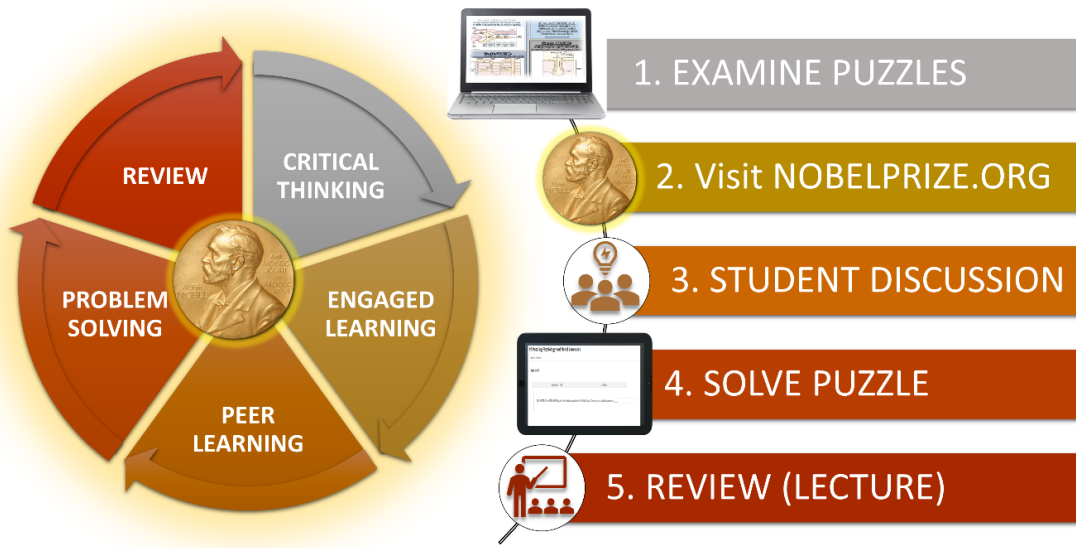 REVIEW
CRITICAL
THINKING
PROBLEM
SOLVING
ENGAGED
LEARNING
PEER
LEARNING
1. EXAMINE PUZZLES
2. Visit NOBELPRIZE.ORG
3. STUDENT DISCUSSION
4. SOLVE PUZZLE
5. REVIEW (LECTURE)